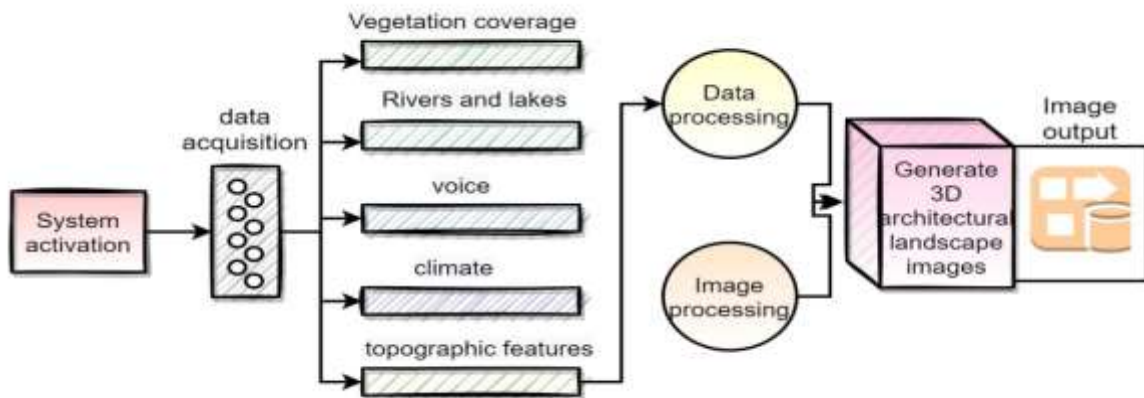 System
activation
data
acquisition
Vegetation coverage
Rivers and lakes
voice
climate
topographic features
Data
processing
Image
processing
Generate
3D
architectural
landscape
images
Image
output